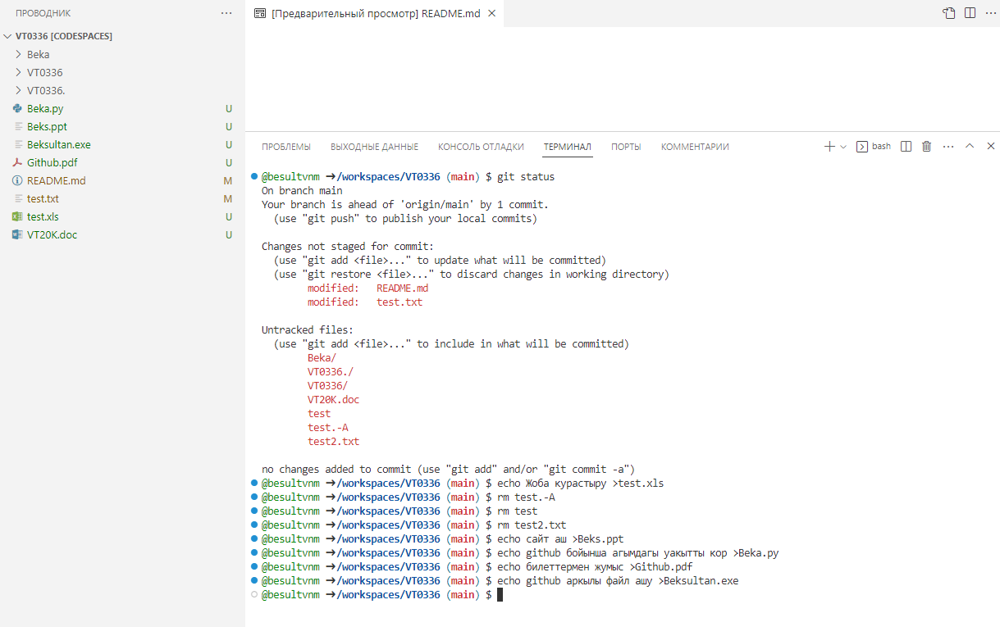 ПРОВОДНИК
VT0336 [CODESPACES]
Beka
VT0336
VT0336.
Beka.py U
Beks.ppt U
Beksultan.exe U
Github.pdf U
README.md M
test.txt M
test.xls U
VT20K.doc U
[Предварительный просмотр] README.md
ПРОБЛЕМЫ ВЫХОДНЫЕ ДАННЫЕ КОНСОЛЬ ОТЛАДКИ ТЕРМИНАЛ ПОРТЫ КОММЕНТАРИИ bash
@besultvnm ➜/workspaces/VT0336 (main) $ git status
On branch main
Your branch is ahead of 'origin/main' by 1 commit.
(use "git push" to publish your local commits)
Changes not staged for commit:
(use "git add <file>..." to update what will be committed)
(use "git restore <file>..." to discard changes in working directory)
modified: README.md
modified: test.txt
Untracked files:
(use "git add <file>..." to include in what will be committed)
Beka/
VT0336./
VT0336/
VT20K.doc
test
test.-A
test2.txt
no changes added to commit (use "git add" and/or "git commit -a")
@besultvnm ➜/workspaces/VT0336 (main) $ echo Жоба курастыру >test.xls
@besultvnm ➜/workspaces/VT0336 (main) $ rm test.-A
@besultvnm ➜/workspaces/VT0336 (main) $ rm test
@besultvnm ➜/workspaces/VT0336 (main) $ rm test2.txt
@besultvnm ➜/workspaces/VT0336 (main) $ echo сайт аш >Beks.ppt
@besultvnm ➜/workspaces/VT0336 (main) $ echo github бойынша агымдагы уакытты кор >Beka.py
@besultvnm ➜/workspaces/VT0336 (main) $ echo билеттермен жумыс >Github.pdf
@besultvnm ➜/workspaces/VT0336 (main) $ echo github аркылы файл ашу >Beksultan.exe
@besultvnm ➜/workspaces/VT0336 (main) $